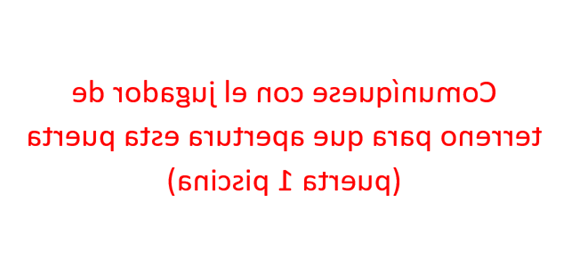 Comuníquese con el jugador de
terreno para que apertura esta puerta
(puerta 1 piscina)